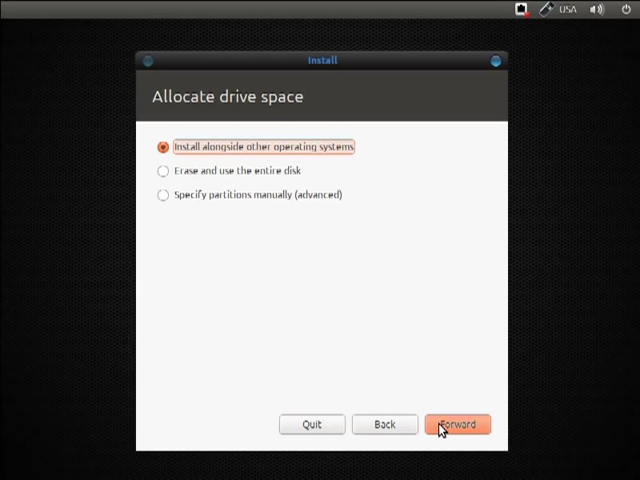 USA
Install
Allocate drive space
Install alongside other operating systems
Erase and use the entire disk
Specify partitions manually (advanced)
Quit
Back
Forward